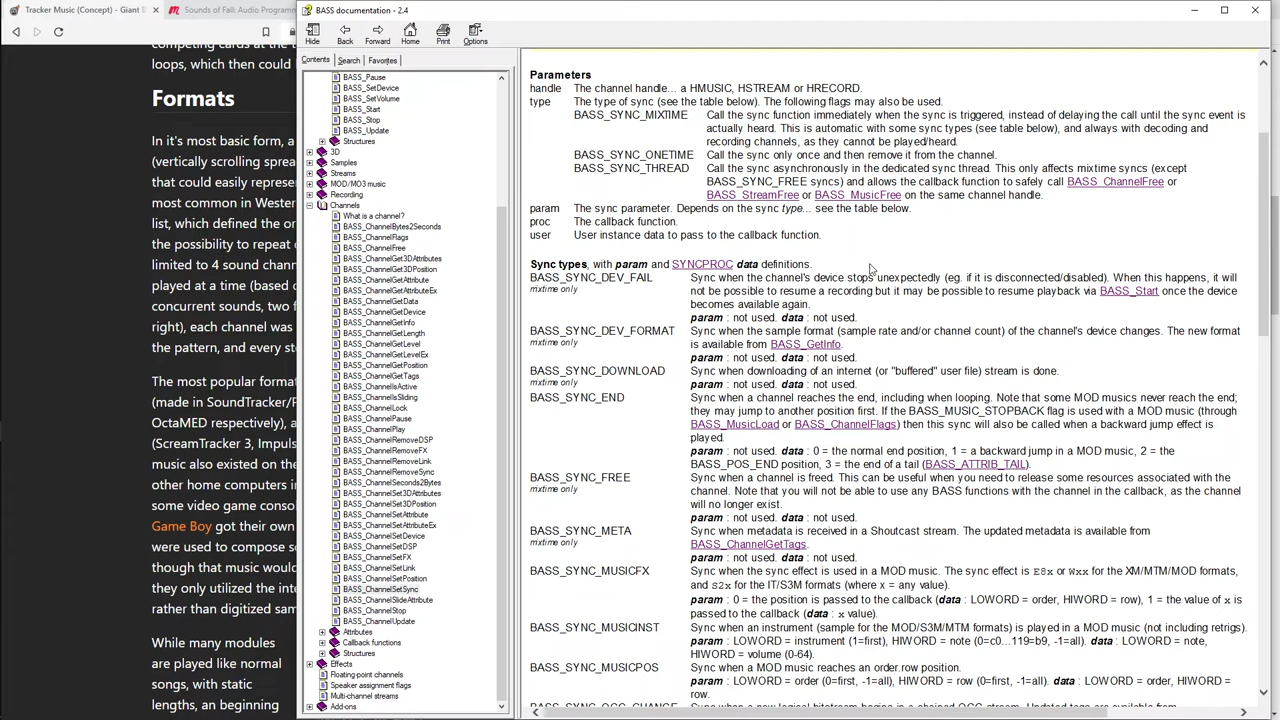 Tracker Music (Concept) - Giant B
Sounds of Fall: Audio Programm
BASS documentation - 2.4
Hide
Back
Forward
Home
Print
Options
Contents
Search
Favorites
competing cards at the t
loops, which then could
Formats
In it's most basic form, a
(vertically scrolling sprea
that could easily represe
most common in Wester
list, which defined the or
the possibility to repeat o
limited to 4 sound chann
played at a time (based o
concurrent sounds, two f
right), each channel was
the pattern, and every st
The most popular format
(made in SoundTracker/P
OctaMED respectively), a
(ScreamTracker 3, Impuls
music also existed on the
other home computers in
some video game conso
Game Boy got their own
were used to compose so
though that music would
they only utilized the inte
rather than digitized sam
While many modules
are played like normal
songs, with static
lengths, an beginning
BASS_Pause
BASS_SetDevice
BASS_SetVolume
BASS_Start
BASS_Stop
BASS_Update
Structures
3D
Samples
Streams
MOD/MO3 music
Recording
Channels
What is a channel?
BASS_ChannelBytes2Seconds
BASS_ChannelFlags
BASS_ChannelFree
BASS_ChannelGet3DAttributes
BASS_ChannelGet3DPosition
BASS_ChannelGetAttribute
BASS_ChannelGetAttributeEx
BASS_ChannelGetData
BASS_ChannelGetDevice
BASS_ChannelGetInfo
BASS_ChannelGetLength
BASS_ChannelGetLevel
BASS_ChannelGetLevelEx
BASS_ChannelGetPosition
BASS_ChannelGetTags
BASS_ChannelIsActive
BASS_ChannelIsSliding
BASS_ChannelLock
BASS_ChannelPause
BASS_ChannelPlay
BASS_ChannelRemoveDSP
BASS_ChannelRemoveFX
BASS_ChannelRemoveLink
BASS_ChannelRemoveSync
BASS_ChannelSeconds2Bytes
BASS_ChannelSet3DAttributes
BASS_ChannelSet3DPosition
BASS_ChannelSetAttribute
BASS_ChannelSetAttributeEx
BASS_ChannelSetDevice
BASS_ChannelSetDSP
BASS_ChannelSetFX
BASS_ChannelSetLink
BASS_ChannelSetPosition
BASS_ChannelSetSync
BASS_ChannelSlideAttribute
BASS_ChannelStop
BASS_ChannelUpdate
Attributes
Callback functions
Structures
Effects
Floating-point channels
Speaker assignment flags
Multi-channel streams
Add-ons
Parameters
handle The channel handle... a HMUSIC, HSTREAM or HRECORD.
type The type of sync (see the table below). The following flags may also be used.
BASS_SYNC_MIXTIME Call the sync function immediately when the sync is triggered, instead of delaying the call until the sync event is
actually heard. This is automatic with some sync types (see table below), and always with decoding and
recording channels, as they cannot be played/heard.
BASS_SYNC_ONETIME Call the sync only once and then remove it from the channel.
BASS_SYNC_THREAD Call the sync asynchronously in the dedicated sync thread. This only affects mixtime syncs (except
BASS_SYNC_FREE syncs) and allows the callback function to safely call BASS_ChannelFree or
BASS_StreamFree or BASS_MusicFree on the same channel handle.
param The sync parameter. Depends on the sync type... see the table below.
proc The callback function.
user User instance data to pass to the callback function.
Sync types, with param and SYNCPROC data definitions.
BASS_SYNC_DEV_FAIL Sync when the channel's device stops unexpectedly (eg. if it is disconnected/disabled). When this happens, it will
mixtime only not be possible to resume a recording but it may be possible to resume playback via BASS_Start once the device
becomes available again.
param : not used. data : not used.
BASS_SYNC_DEV_FORMAT Sync when the sample format (sample rate and/or channel count) of the channel's device changes. The new format
mixtime only is available from BASS_GetInfo.
param : not used. data : not used.
BASS_SYNC_DOWNLOAD Sync when downloading of an internet (or "buffered" user file) stream is done.
mixtime only param : not used. data : not used.
BASS_SYNC_END Sync when a channel reaches the end, including when looping. Note that some MOD musics never reach the end;
they may jump to another position first. If the BASS_MUSIC_STOPBACK flag is used with a MOD music (through
BASS_MusicLoad or BASS_ChannelFlags) then this sync will also be called when a backward jump effect is
played.
param : not used. data : 0 = the normal end position, 1 = a backward jump in a MOD music, 2 = the
BASS_POS_END position, 3 = the end of a tail (BASS_ATTRIB_TAIL).
BASS_SYNC_FREE Sync when a channel is freed. This can be useful when you need to release some resources associated with the
mixtime only channel. Note that you will not be able to use any BASS functions with the channel in the callback, as the channel
will no longer exist.
param : not used. data : not used.
BASS_SYNC_META Sync when metadata is received in a Shoutcast stream. The updated metadata is available from
mixtime only BASS_ChannelGetTags.
param : not used. data : not used.
BASS_SYNC_MUSICFX Sync when the sync effect is used in a MOD music. The sync effect is E8x or Wxx for the XM/MTM/MOD formats,
and S2x for the IT/S3M formats (where x = any value).
param : 0 = the position is passed to the callback (data : LOWORD = order, HIWORD = row), 1 = the value of x is
passed to the callback (data : x value).
BASS_SYNC_MUSICINST Sync when an instrument (sample for the MOD/S3M/MTM formats) is played in a MOD music (not including retrigs).
param : LOWORD = instrument (1=first), HIWORD = note (0=c0...119=b9, -1=all). data : LOWORD = note,
HIWORD = volume (0-64).
BASS_SYNC_MUSICPOS Sync when a MOD music reaches an order.row position.
param : LOWORD = order (0=first, -1=all), HIWORD = row (0=first, -1=all). data : LOWORD = order, HIWORD =
row.